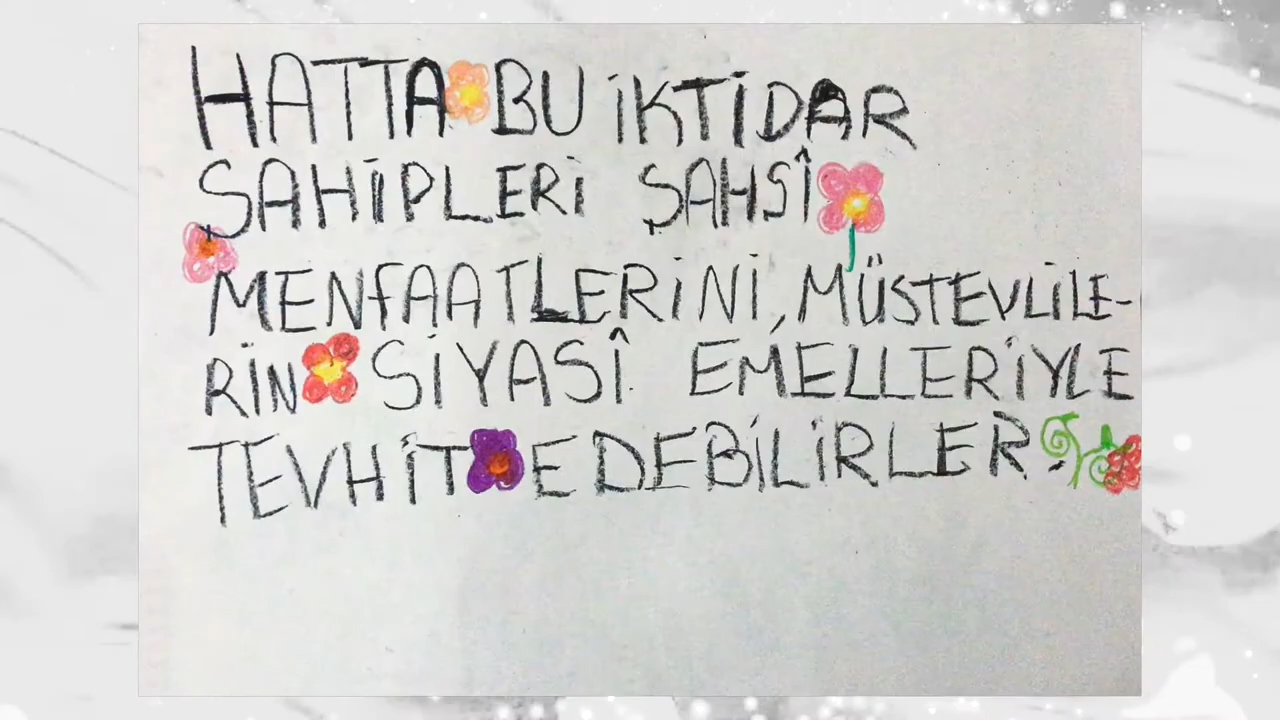 HATTA BU İKTİDAR
SAHİPLERİ ŞAHSÎ
MENFAATLERİNİ, MÜSTEVLİLE-
RİN SİYASÎ EMELLERİYLE
TEVHİT EDEBİLİRLER.